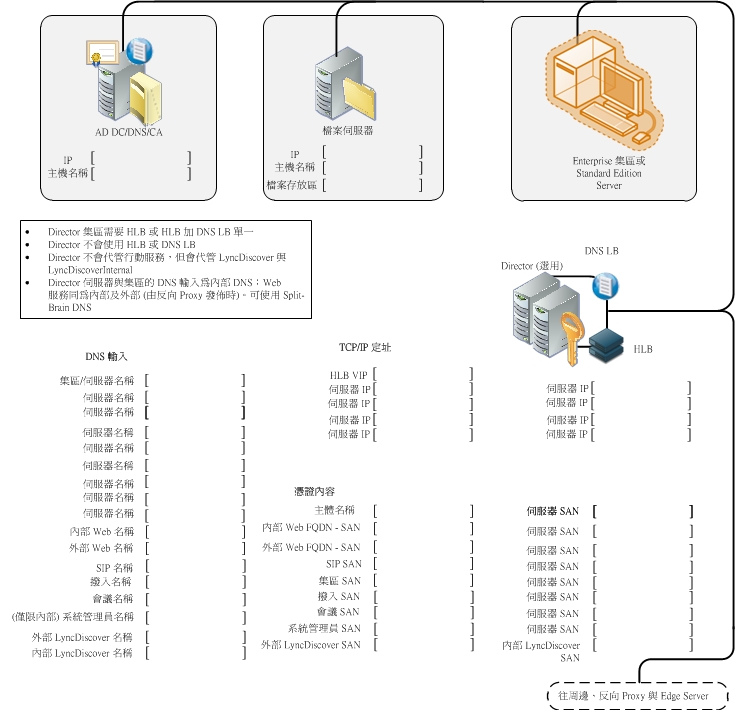 AD DC/DNS/CA
IP [ ]
主機名稱 [ ]
檔案伺服器
IP [ ]
主機名稱 [ ]
檔案存放區 [ ]
Enterprise 集區或
Standard Edition
Server
• Director 集區需要 HLB 或 HLB 加 DNS LB 單一
• Director 不會使用 HLB 或 DNS LB
• Director 不會代管行動服務，但會代管 LyncDiscover 與
LyncDiscoverInternal
• Director 伺服器與集區的 DNS 輸入為內部 DNS；Web
服務同為內部及外部 (由反向 Proxy 發佈時)。可使用 Split-
Brain DNS
DNS LB
Director (選用)
HLB
DNS 輸入
集區/伺服器名稱 [ ]
伺服器名稱 [ ]
伺服器名稱 [ ]
伺服器名稱 [ ]
伺服器名稱 [ ]
伺服器名稱 [ ]
伺服器名稱 [ ]
伺服器名稱 [ ]
伺服器名稱 [ ]
內部 Web 名稱 [ ]
外部 Web 名稱 [ ]
SIP 名稱 [ ]
撥入名稱 [ ]
會議名稱 [ ]
(僅限內部) 系統管理員名稱 [ ]
外部 LyncDiscover 名稱 [ ]
內部 LyncDiscover 名稱 [ ]
TCP/IP 定址
HLB VIP [ ]
伺服器 IP [ ]
伺服器 IP [ ]
伺服器 IP [ ]
伺服器 IP [ ]
伺服器 IP [ ]
伺服器 IP [ ]
伺服器 IP [ ]
伺服器 IP [ ]
憑證內容
主體名稱 [ ]
內部 Web FQDN - SAN [ ]
外部 Web FQDN - SAN [ ]
SIP SAN [ ]
集區 SAN [ ]
撥入 SAN [ ]
會議 SAN [ ]
系統管理員 SAN [ ]
外部 LyncDiscover SAN [ ]
伺服器 SAN [ ]
伺服器 SAN [ ]
伺服器 SAN [ ]
伺服器 SAN [ ]
伺服器 SAN [ ]
伺服器 SAN [ ]
伺服器 SAN [ ]
伺服器 SAN [ ]
內部 LyncDiscover [ ]
SAN
往周邊、反向 Proxy 與 Edge Server